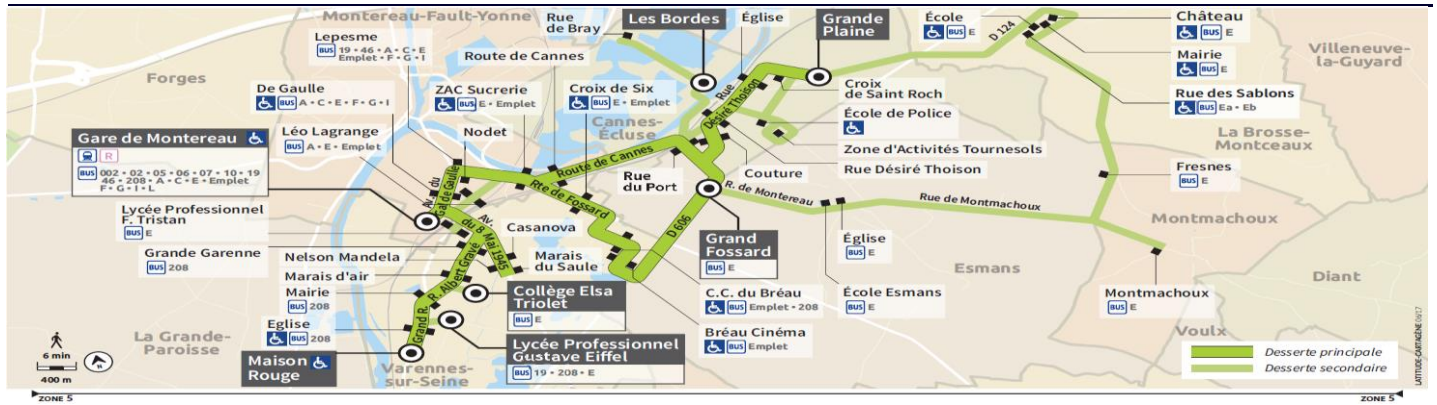 Montereau-Fault-Yonne
Forges
Lepesme
BUS 19 • 46 • A • C • E
Emplet • F • G • I
Rue
de Bray
Les Bordes
Église
Grande
Plaine
École
BUS E
D 124
Château
BUS E
Mairie
BUS E
Villeneuve-
la-Guyard
Route de Cannes
De Gaulle
BUS A • C • E • F • G • I
ZAC Sucrerie
BUS E • Emplet
Croix de Six
BUS E • Emplet
Croix
de Saint Roch
Rue des Sablons
BUS Ea • Eb
Rue
Désiré Thoison
École de Police
Léo Lagrange
BUS A • E • Emplet
Nodet
Cannes-
Écluse
Zone d'Activités Tournesols
La Brosse-
Montceaux
Gare de Montereau
R
BUS 002 • 02 • 05 • 06 • 07 • 10 • 19
46 • 208 • A • C • E • Emplet
F • G • I • L
Av. du
Gal de Gaulle
Route de Cannes
Rue
du Port
Couture
Rue Désiré Thoison
Fresnes
BUS E
Rte de Fossard
R. de Montereau
Rue de Montmachoux
Lycée Professionnel
F. Tristan
BUS E
Av.
du 8 Mai 1945
Casanova
D 606
Grand
Fossard
BUS E
Église
BUS E
Montmachoux
Grande Garenne
BUS 208
Nelson Mandela
Marais
du Saule
Esmans
Marais d'air
R. Albert Gravé
Mairie
BUS 208
Collège Elsa
Triolet
BUS E
C.C. du Bréau
BUS Emplet • 208
École Esmans
BUS E
Montmachoux
BUS E
Diant
Eglise
BUS 208
Grand R.
Bréau Cinéma
BUS Emplet
Voulx
La Grande-
Paroisse
Lycée Professionnel
Gustave Eiffel
BUS 19 • 208 • E
Maison
Rouge
Varennes-
sur-Seine
6 min
400 m
N
Desserte principale
Desserte secondaire
LATITUDE-CARTAGÈNE 06/17
ZONE 5
ZONE 5